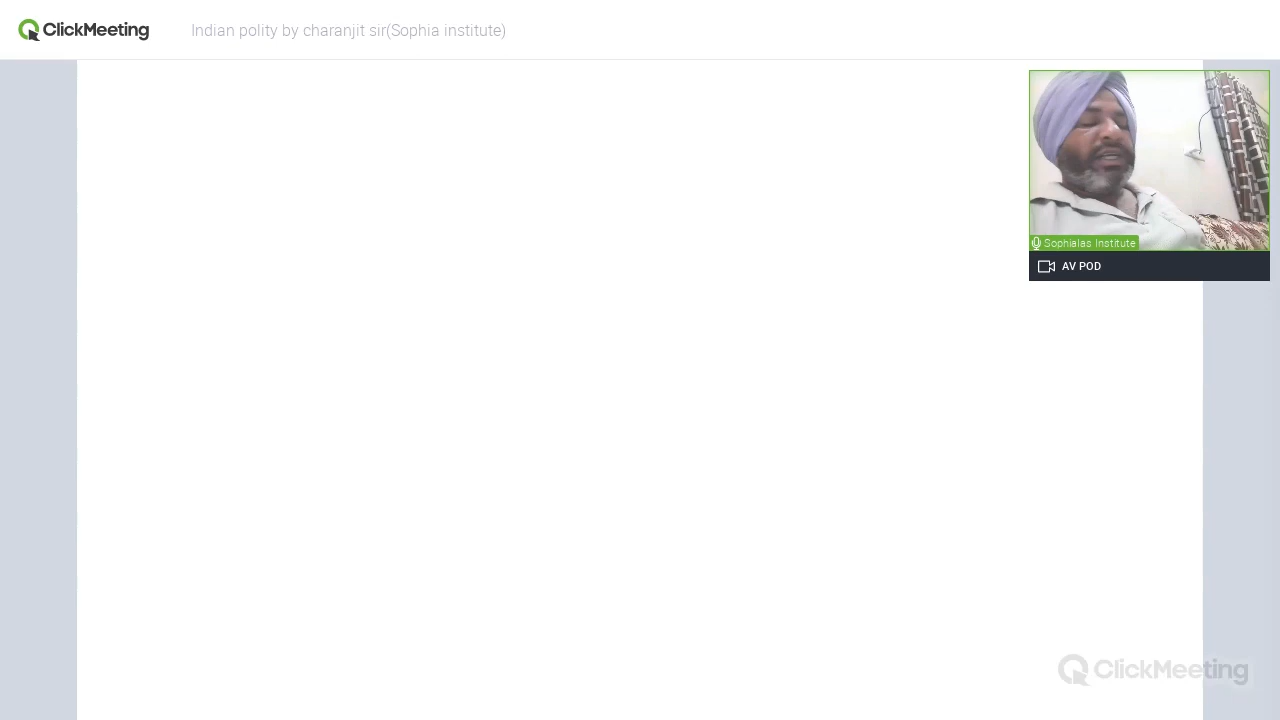 ClickMeeting
Indian polity by charanjit sir(Sophia institute)
SophiaIas Institute
AV POD
ClickMeeting